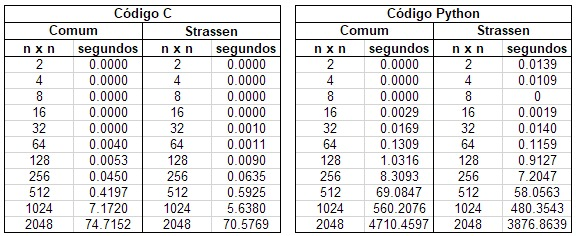 Código C Código Python
Comum Strassen Comum Strassen
n x n segundos n x n segundos n x n segundos n x n segundos
2 0.0000 2 0.0000 2 0.0000 2 0.0139
4 0.0000 4 0.0000 4 0.0000 4 0.0109
8 0.0000 8 0.0000 8 0.0000 8 0
16 0.0000 16 0.0000 16 0.0029 16 0.0019
32 0.0000 32 0.0010 32 0.0169 32 0.0140
64 0.0040 64 0.0011 64 0.1309 64 0.1159
128 0.0053 128 0.0090 128 1.0316 128 0.9127
256 0.0450 256 0.0635 256 8.3093 256 7.2047
512 0.4197 512 0.5925 512 69.0847 512 58.0563
1024 7.1720 1024 5.6380 1024 560.2076 1024 480.3543
2048 74.7152 2048 70.5769 2048 4710.4597 2048 3876.8639